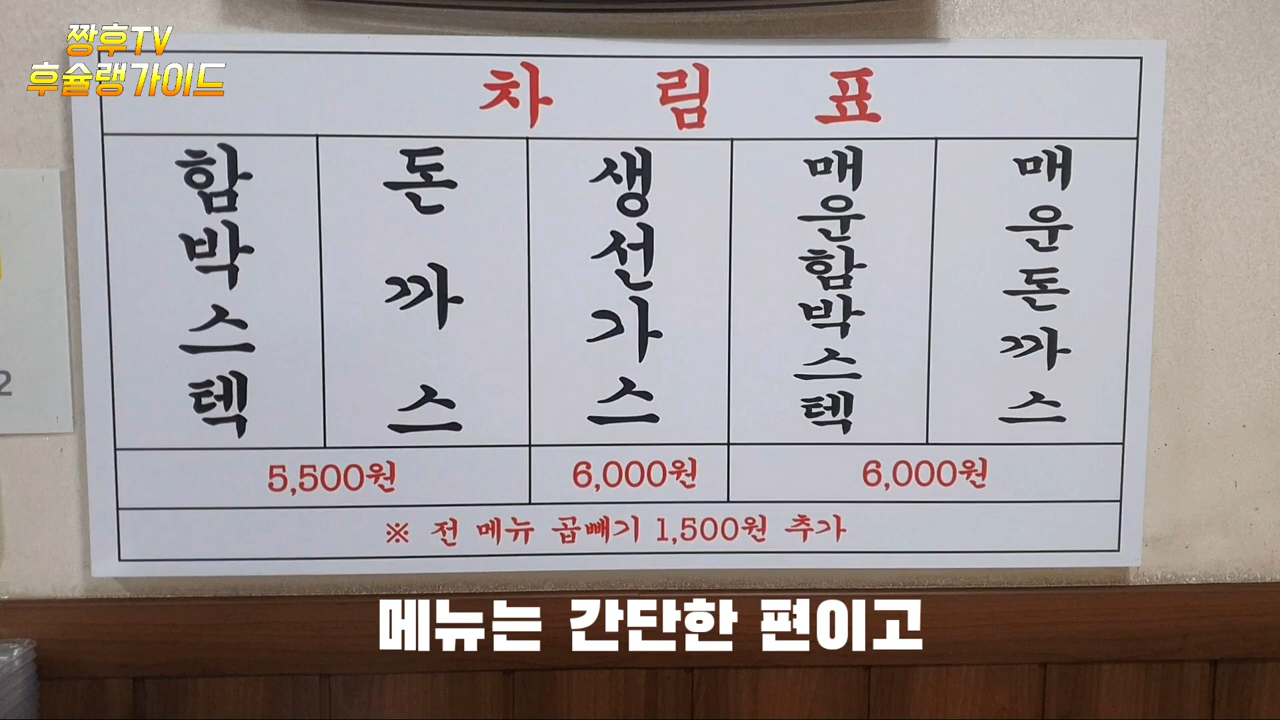 짱후TV
후슐랭 가이드
차림표
함박스텍
돈까스
생선가스
매운함박스텍
매운돈까스
5,500원
6,000원
6,000원
※ 전 메뉴 곱빼기 1,500원 추가
2
메뉴는 간단한 편이고